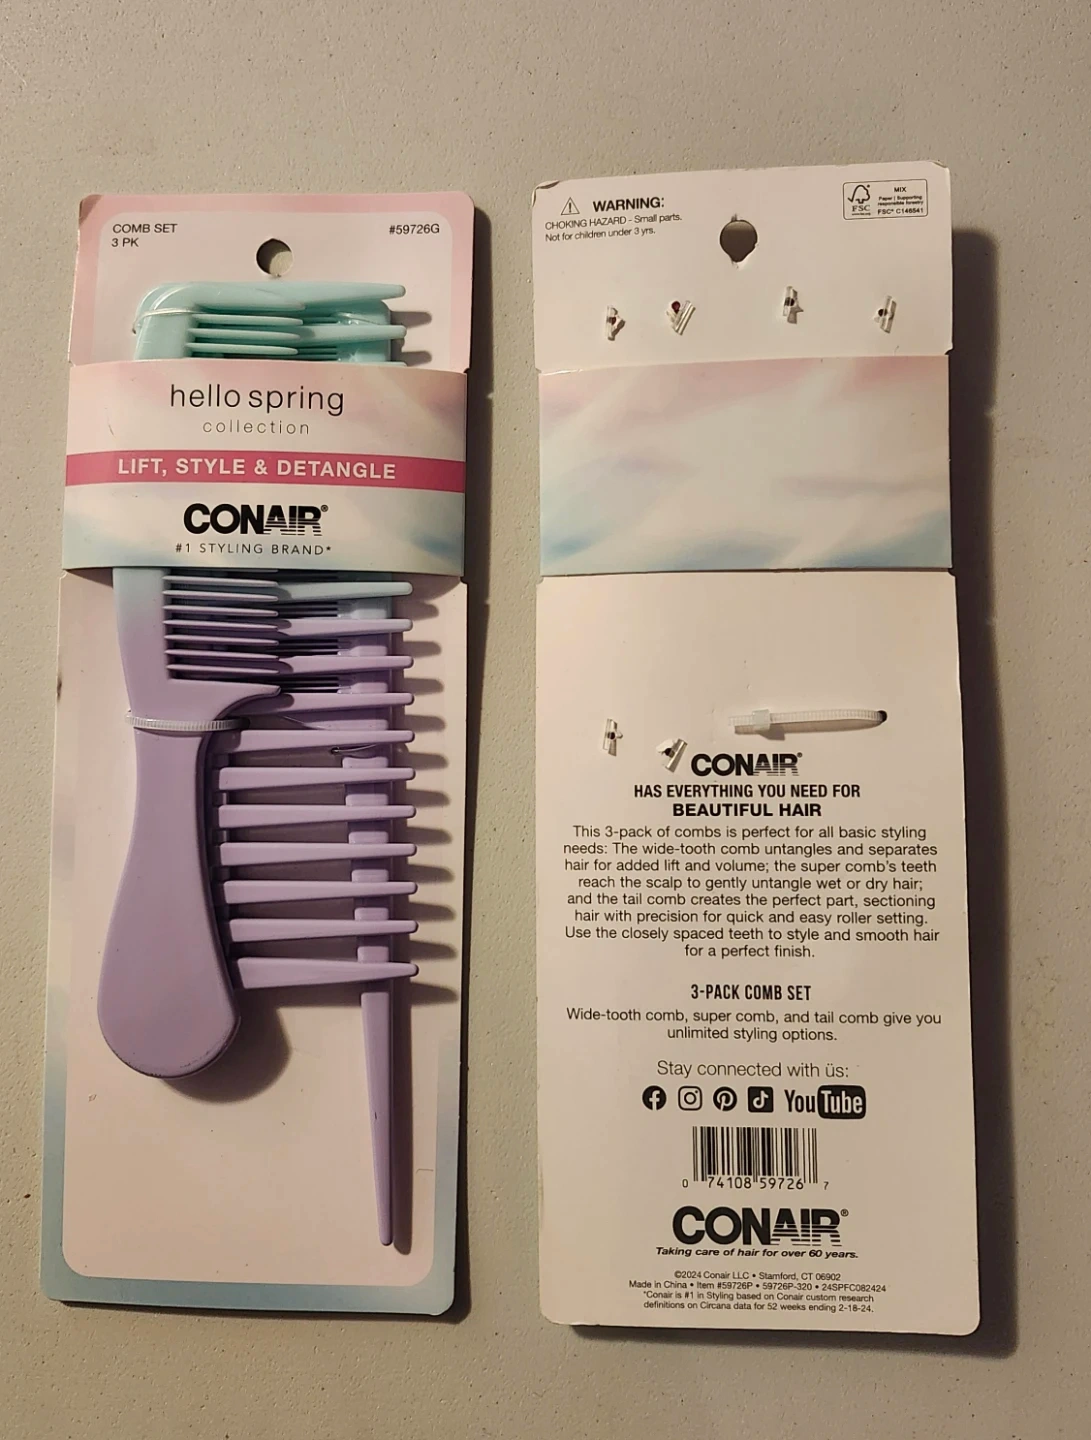 COMB SET
3 PK
#59726G
hello spring
collection
LIFT, STYLE & DETANGLE
CONAIR®
#1 STYLING BRAND*
WARNING:
CHOKING HAZARD - Small parts.
Not for children under 3 yrs.
FSC
MIX
Paper | Supporting
responsible forestry
FSC® C148541
CONAIR®
HAS EVERYTHING YOU NEED FOR
BEAUTIFUL HAIR
This 3-pack of combs is perfect for all basic styling
needs: The wide-tooth comb untangles and separates
hair for added lift and volume; the super comb's teeth
reach the scalp to gently untangle wet or dry hair;
and the tail comb creates the perfect part, sectioning
hair with precision for quick and easy roller setting.
Use the closely spaced teeth to style and smooth hair
for a perfect finish.
3-PACK COMB SET
Wide-tooth comb, super comb, and tail comb give you
unlimited styling options.
Stay connected with üs:
YouTube
0 74108 59726 7
CONAIR®
Taking care of hair for over 60 years.
©2024 Conair LLC • Stamford, CT 06902
Made in China • Item #59726P • 59726P-320 • 24SPFC082424
*Conair is #1 in Styling based on Conair custom research
definitions on Circana data for 52 weeks ending 2-18-24.